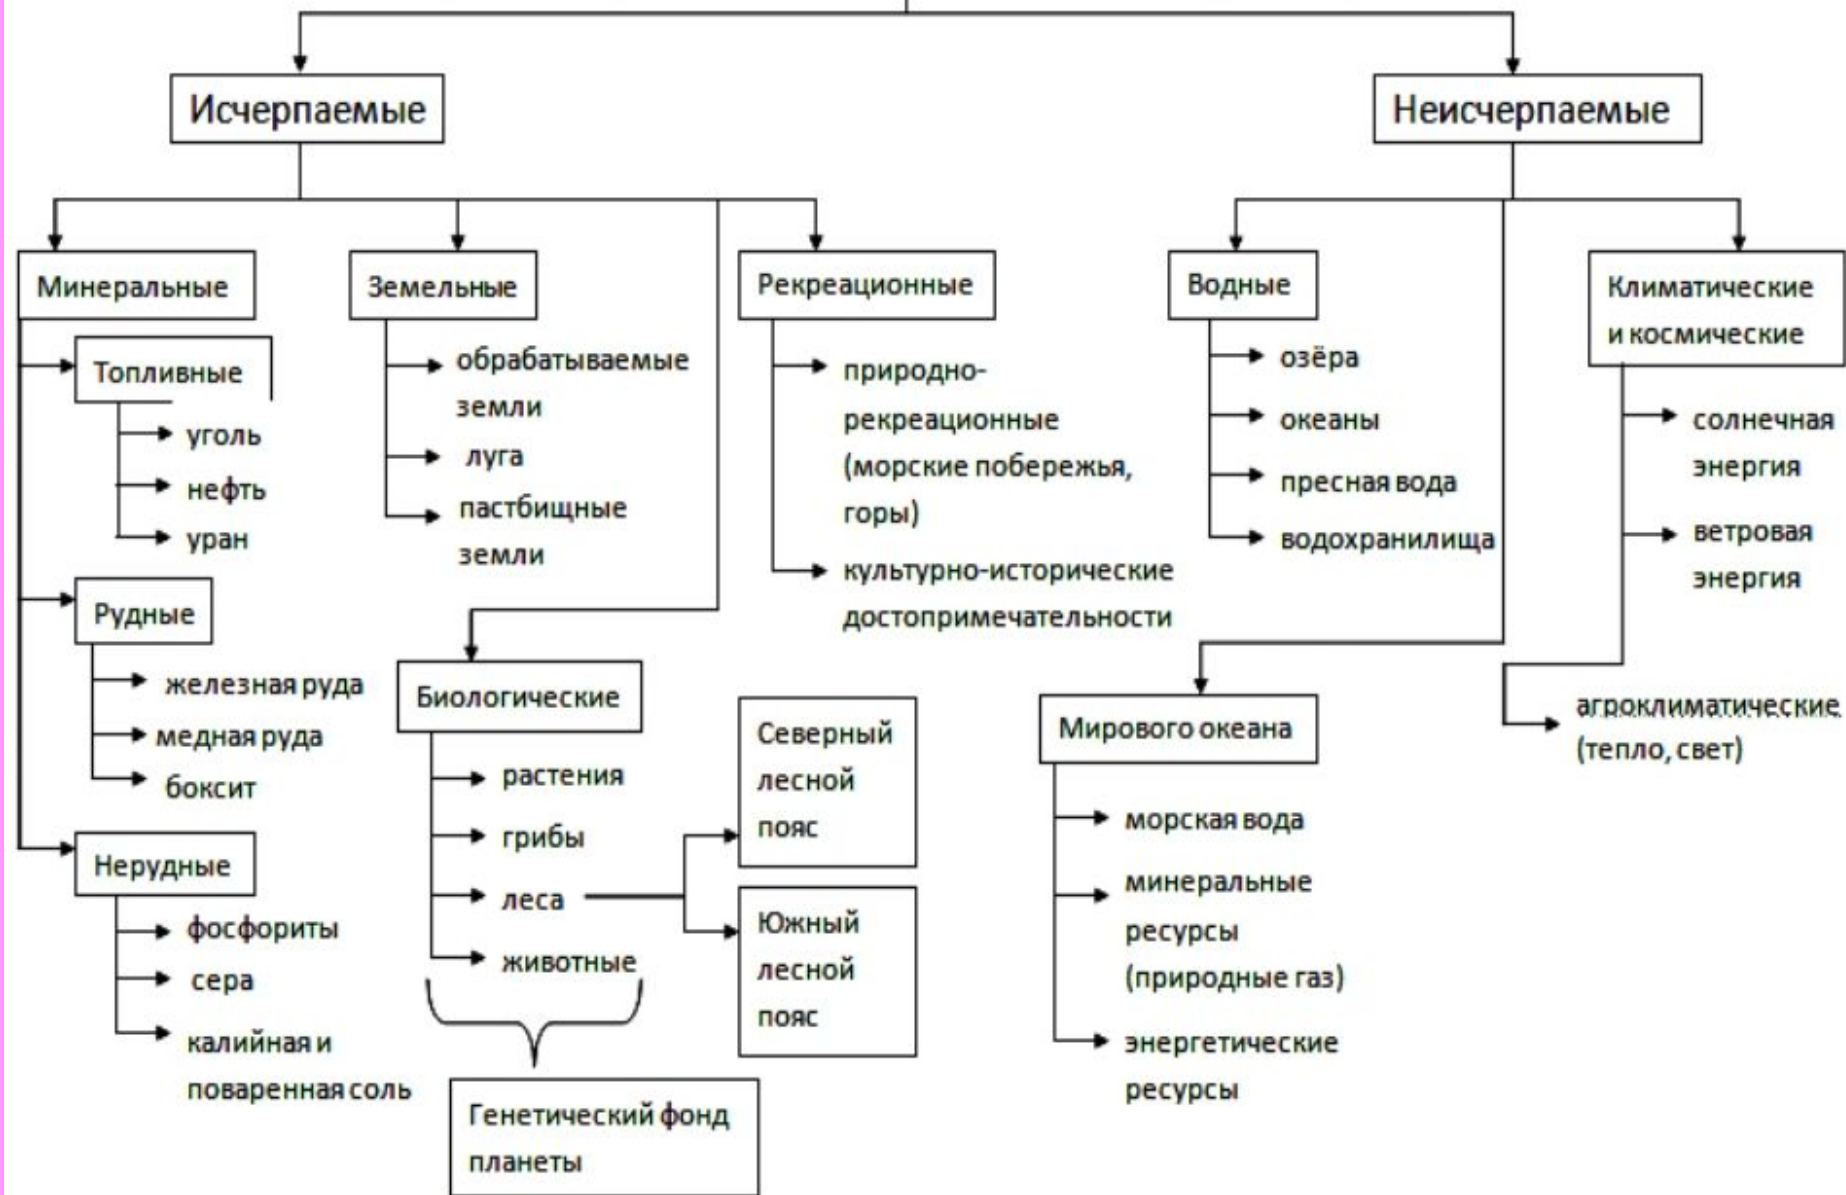 Исчерпаемые
Неисчерпаемые
Минеральные
Топливные
уголь
нефть
уран
Рудные
железная руда
медная руда
боксит
Нерудные
фосфориты
сера
калийная и
поваренная соль
Земельные
обрабатываемые
земли
луга
пастбищные
земли
Биологические
растения
грибы
леса
животные
Северный
лесной
пояс
Южный
лесной
пояс
Генетический фонд
планеты
Рекреационные
природно-
рекреационные
(морские побережья,
горы)
культурно-исторические
достопримечательности
Водные
озёра
океаны
пресная вода
водохранилища
Мирового океана
морская вода
минеральные
ресурсы
(природные газ)
энергетические
ресурсы
Климатические
и космические
солнечная
энергия
ветровая
энергия
агроклиматические
(тепло, свет)